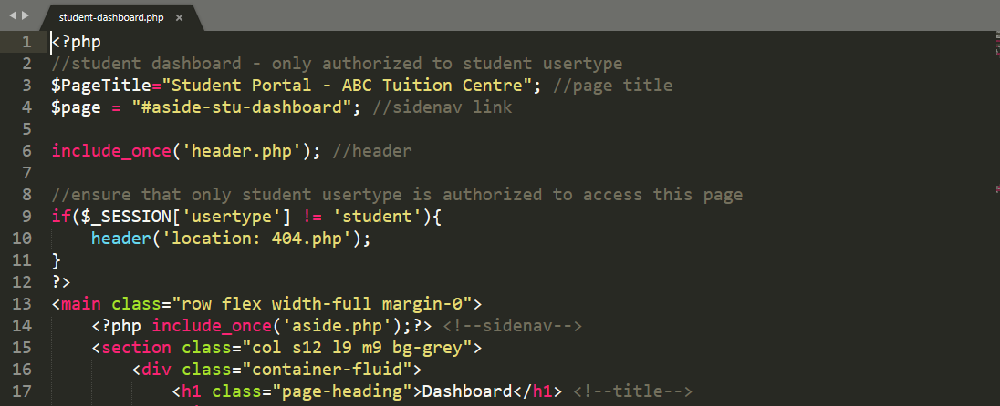 student-dashboard.php ×
1 <?php
2 //student dashboard - only authorized to student usertype
3 $PageTitle="Student Portal - ABC Tuition Centre"; //page title
4 $page = "#aside-stu-dashboard"; //sidenav link
5
6 include_once('header.php'); //header
7
8 //ensure that only student usertype is authorized to access this page
9 if($_SESSION['usertype'] != 'student'){
10     header('location: 404.php');
11 }
12 ?>
13 <main class="row flex width-full margin-0">
14     <?php include_once('aside.php');?> <!--sidenav-->
15     <section class="col s12 l9 m9 bg-grey">
16         <div class="container-fluid">
17             <h1 class="page-heading">Dashboard</h1> <!--title-->